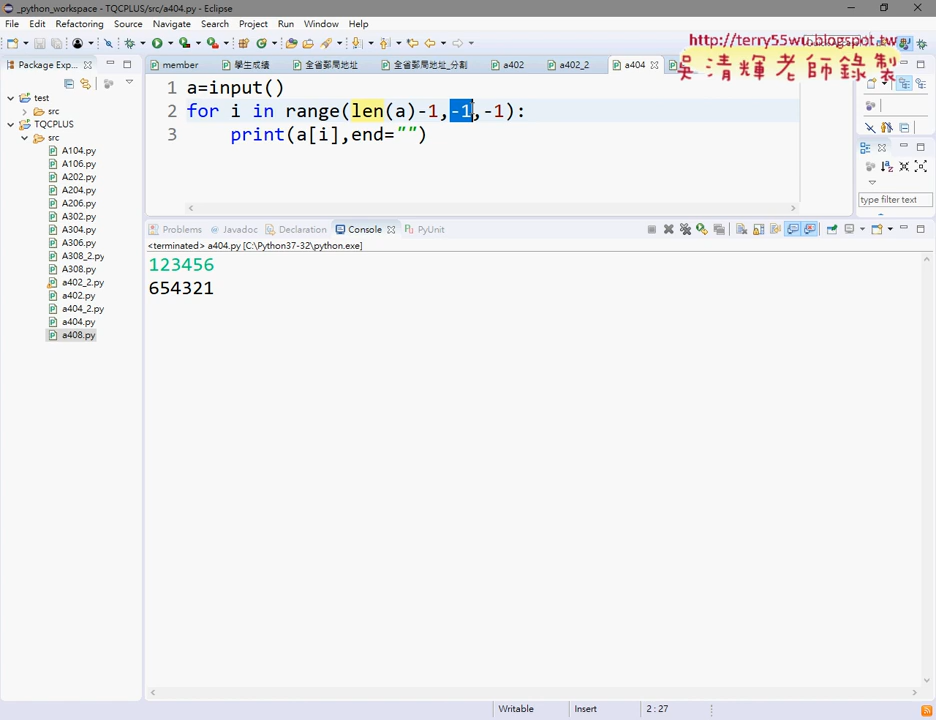 _python_workspace - TQCPLUS/src/a404.py - Eclipse
File Edit Refactoring Source Navigate Search Project Run Window Help
http://terry55wu.blogspot.tw
吳清輝老師錄製
Package Exp...
member 學生成績 全省郵局地址 全省郵局地址_分割 a402 a402_2 a404
test
src
TQCPLUS
src
A104.py
A106.py
A202.py
A204.py
A206.py
A302.py
A304.py
A306.py
A308_2.py
A308.py
a402_2.py
a402.py
a404_2.py
a404.py
a408.py
1 a=input()
2 for i in range(len(a)-1,-1,-1):
3 print(a[i],end="")
type filter text
Problems Javadoc Declaration Console PyUnit
<terminated> a404.py [C:\Python37-32\python.exe]
123456
654321
Writable Insert 2 : 27